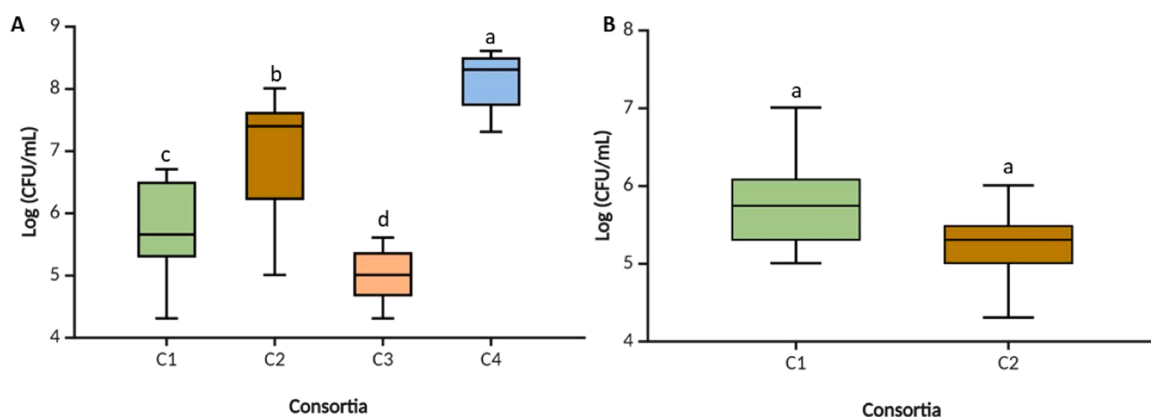 A
9
8
7
6
5
4
Log (CFU/mL)
c
b
d
a
C1 C2 C3 C4
Consortia
B
8
7
6
5
4
Log (CFU/mL)
a
a
C1 C2
Consortia